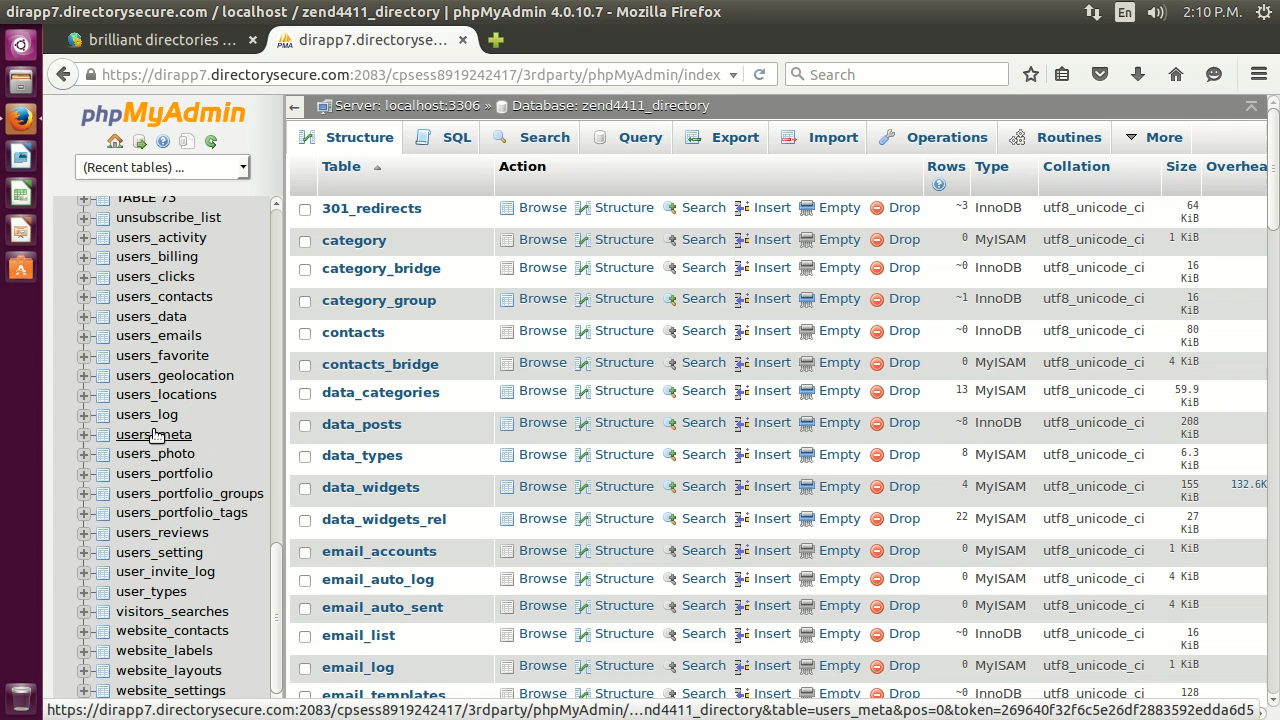 dirapp7.directorysecure.com / localhost / zend4411_directory | phpMyAdmin 4.0.10.7 - Mozilla Firefox
En
2:10 P.M.
brilliant directories ...
dirapp7.directoryse...
https://dirapp7.directorysecure.com:2083/cpsess8919242417/3rdparty/phpMyAdmin/index
Search
phpMyAdmin
(Recent tables) ...
TABLE 73
unsubscribe_list
users_activity
users_billing
users_clicks
users_contacts
users_data
users_emails
users_favorite
users_geolocation
users_locations
users_log
users_meta
users_photo
users_portfolio
users_portfolio_groups
users_portfolio_tags
users_reviews
users_setting
user_invite_log
user_types
visitors_searches
website_contacts
website_labels
website_layouts
website_settings
Server: localhost:3306 » Database: zend4411_directory
Structure SQL Search Query Export Import Operations Routines More
Table Action Rows Type Collation Size Overhea
301_redirects Browse Structure Search Insert Empty Drop ~3 InnoDB utf8_unicode_ci 64 KiB
category Browse Structure Search Insert Empty Drop 0 MyISAM utf8_unicode_ci 1 KiB
category_bridge Browse Structure Search Insert Empty Drop ~0 InnoDB utf8_unicode_ci 16 KiB
category_group Browse Structure Search Insert Empty Drop ~1 InnoDB utf8_unicode_ci 16 KiB
contacts Browse Structure Search Insert Empty Drop ~0 InnoDB utf8_unicode_ci 80 KiB
contacts_bridge Browse Structure Search Insert Empty Drop 0 MyISAM utf8_unicode_ci 4 KiB
data_categories Browse Structure Search Insert Empty Drop 13 MyISAM utf8_unicode_ci 59.9 KiB
data_posts Browse Structure Search Insert Empty Drop ~8 InnoDB utf8_unicode_ci 208 KiB
data_types Browse Structure Search Insert Empty Drop 8 MyISAM utf8_unicode_ci 6.3 KiB
data_widgets Browse Structure Search Insert Empty Drop 4 MyISAM utf8_unicode_ci 155 KiB 132.6K
data_widgets_rel Browse Structure Search Insert Empty Drop 22 MyISAM utf8_unicode_ci 27 KiB
email_accounts Browse Structure Search Insert Empty Drop 0 MyISAM utf8_unicode_ci 1 KiB
email_auto_log Browse Structure Search Insert Empty Drop 0 MyISAM utf8_unicode_ci 4 KiB
email_auto_sent Browse Structure Search Insert Empty Drop 0 MyISAM utf8_unicode_ci 4 KiB
email_list Browse Structure Search Insert Empty Drop ~0 InnoDB utf8_unicode_ci 16 KiB
email_log Browse Structure Search Insert Empty Drop 0 MyISAM utf8_unicode_ci 1 KiB
email_templates Browse Structure Search Insert Empty Drop ~0 InnoDB utf8_unicode_ci 128
https://dirapp7.directorysecure.com:2083/cpsess8919242417/3rdparty/phpMyAdmin/...nd4411_directory&table=users_meta&pos=0&token=269640f32f6c5e26df2883592edda6d5